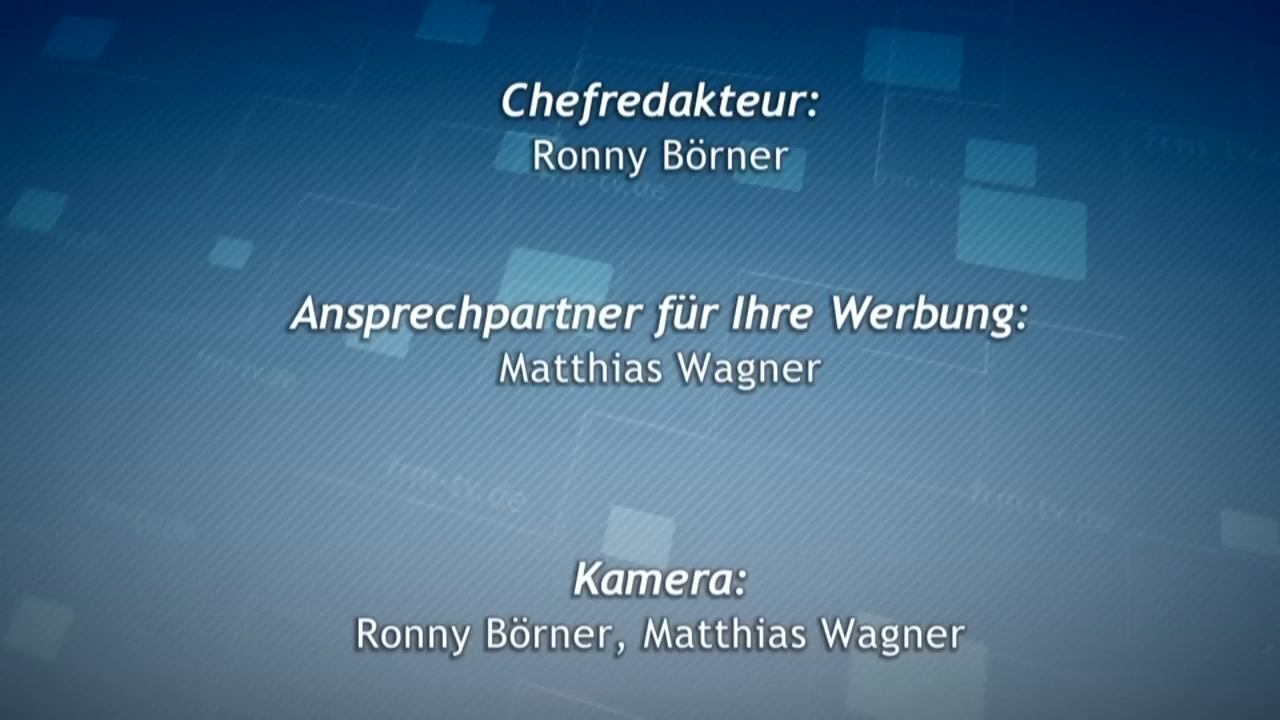 Chefredakteur:
Ronny Börner
Ansprechpartner für Ihre Werbung:
Matthias Wagner
Kamera:
Ronny Börner, Matthias Wagner